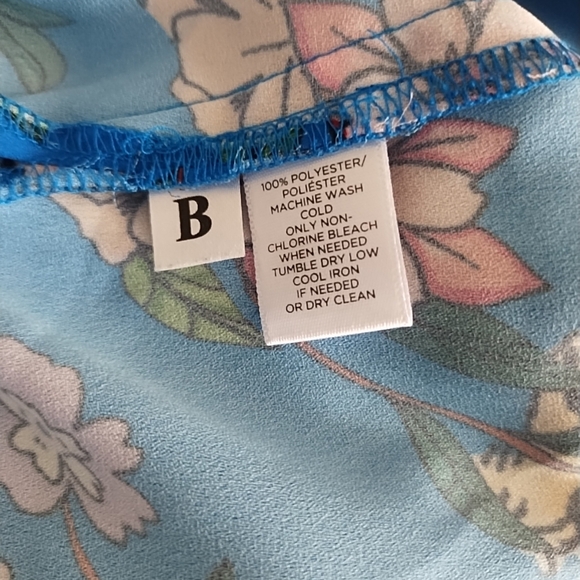 B
100% POLYESTER/
POLIÉSTER
MACHINE WASH
COLD
ONLY NON-
CHLORINE BLEACH
WHEN NEEDED
TUMBLE DRY LOW
COOL IRON
IF NEEDED
OR DRY CLEAN